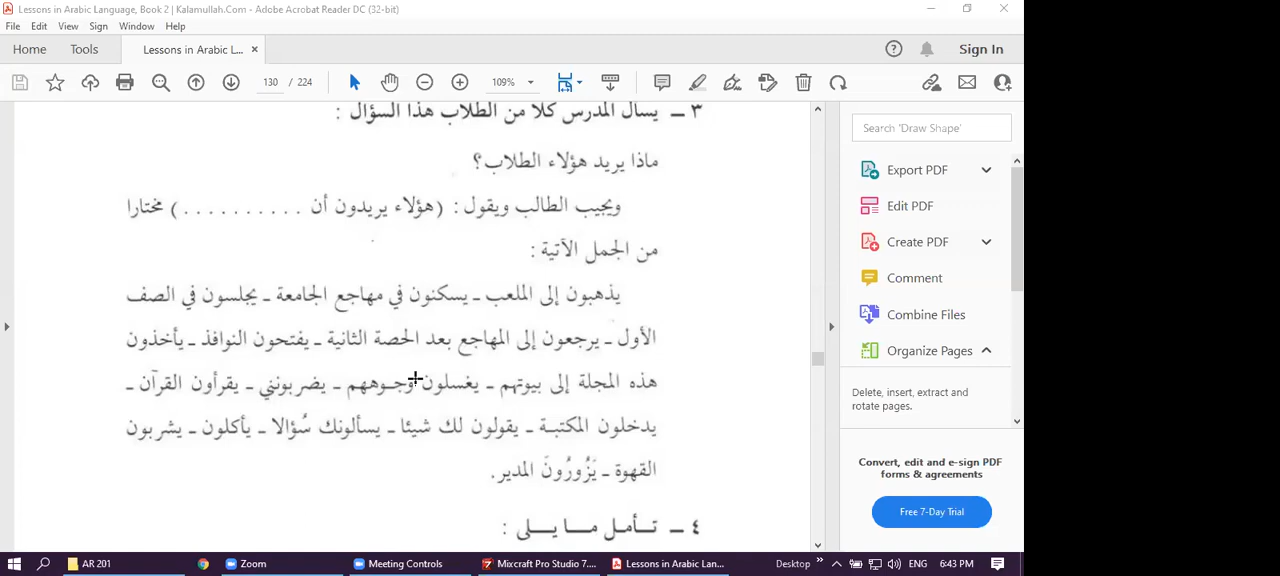 Lessons in Arabic Language, Book 2 | Kalamullah.Com - Adobe Acrobat Reader DC (32-bit)
File Edit View Sign Window Help
Home Tools Lessons in Arabic L... × Sign In
130 / 224 109%
٣ ــ يسأل المدرس كلا من الطلاب هذا السؤال :
ماذا يريد هؤلاء الطلاب؟
ويجيب الطالب ويقول : (هؤلاء يريدون أن . . . . . . . . . .) مختارا
من الجمل الآتية :
يذهبون إلى الملعب ـ يسكنون في مهاجع الجامعة ـ يجلسون في الصف
الأول ـ يرجعون إلى المهاجع بعد الحصة الثانية ـ يفتحون النوافذ ـ يأخذون
هذه المجلة إلى بيوتهم ـ يغسلون وجوههم ـ يضربونني ـ يقرأون القرآن ـ
يدخلون المكتبة ـ يقولون لك شيئا ـ يسألونك سُؤالا ـ يأكلون ـ يشربون
القهوة ـ يَزُورُونَ المدير .
٤ ــ تـأمل مـا يـلى :
Search 'Draw Shape'
Export PDF
Edit PDF
Create PDF
Comment
Combine Files
Organize Pages
Delete, insert, extract and
rotate pages.
Convert, edit and e-sign PDF
forms & agreements
Free 7-Day Trial
AR 201 Zoom Meeting Controls Mixcraft Pro Studio 7.... Lessons in Arabic Lan... Desktop » ENG 6:43 PM